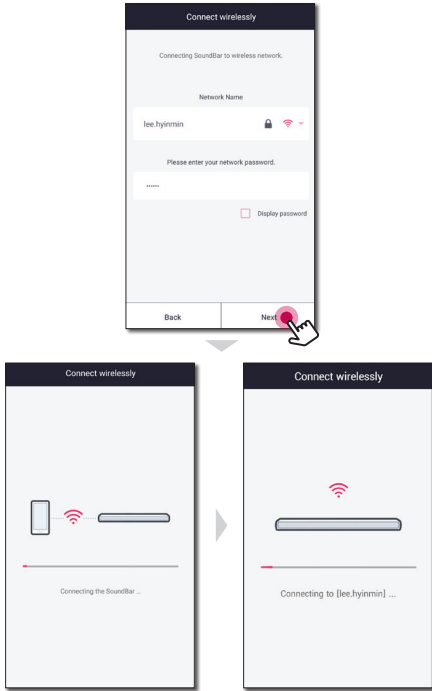 Connect wirelessly
Connecting SoundBar to wireless network.
Network Name
lee.hyinmin
Please enter your network password.
······
Display password
Back
Next
Connect wirelessly
Connecting the SoundBar ...
Connect wirelessly
Connecting to [lee.hyinmin] ...